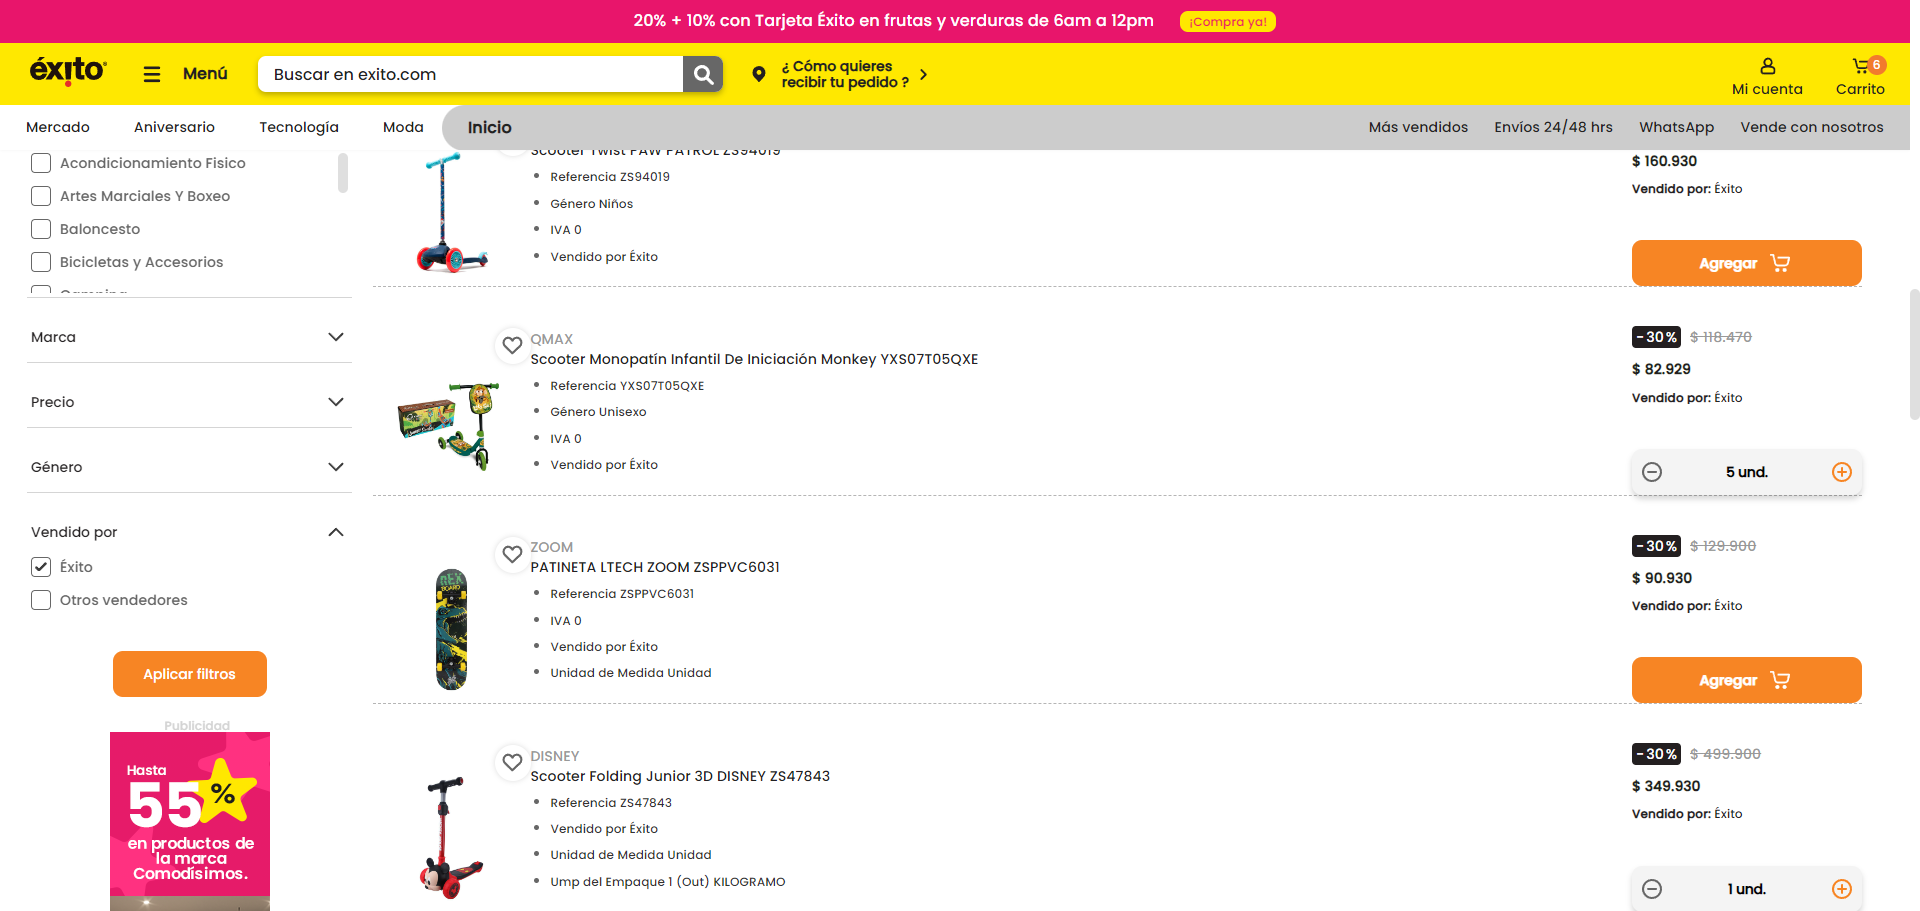 20% + 10% con Tarjeta Éxito en frutas y verduras de 6am a 12pm
¡Compra ya!
éxito
Menú
Buscar en exito.com
¿ Cómo quieres
recibir tu pedido ?
Mi cuenta
6
Carrito
Mercado
Aniversario
Tecnología
Moda
Inicio
Más vendidos
Envíos 24/48 hrs
WhatsApp
Vende con nosotros
Acondicionamiento Fisico
Artes Marciales Y Boxeo
Baloncesto
Bicicletas y Accesorios
Camping
Marca
Precio
Género
Vendido por
Éxito
Otros vendedores
Aplicar filtros
Publicidad
Hasta
55%
en productos de
la marca
Comodísimos.
Scooter Twist PAW PATROL ZS94019
Referencia ZS94019
Género Niños
IVA 0
Vendido por Éxito
$ 160.930
Vendido por: Éxito
Agregar
QMAX
Scooter Monopatín Infantil De Iniciación Monkey YXS07T05QXE
Referencia YXS07T05QXE
Género Unisexo
IVA 0
Vendido por Éxito
-30% $ 118.470
$ 82.929
Vendido por: Éxito
5 und.
ZOOM
PATINETA LTECH ZOOM ZSPPVC6031
Referencia ZSPPVC6031
IVA 0
Vendido por Éxito
Unidad de Medida Unidad
-30% $ 129.900
$ 90.930
Vendido por: Éxito
Agregar
REX
DISNEY
Scooter Folding Junior 3D DISNEY ZS47843
Referencia ZS47843
Vendido por Éxito
Unidad de Medida Unidad
Ump del Empaque 1 (Out) KILOGRAMO
-30% $ 499.900
$ 349.930
Vendido por: Éxito
1 und.